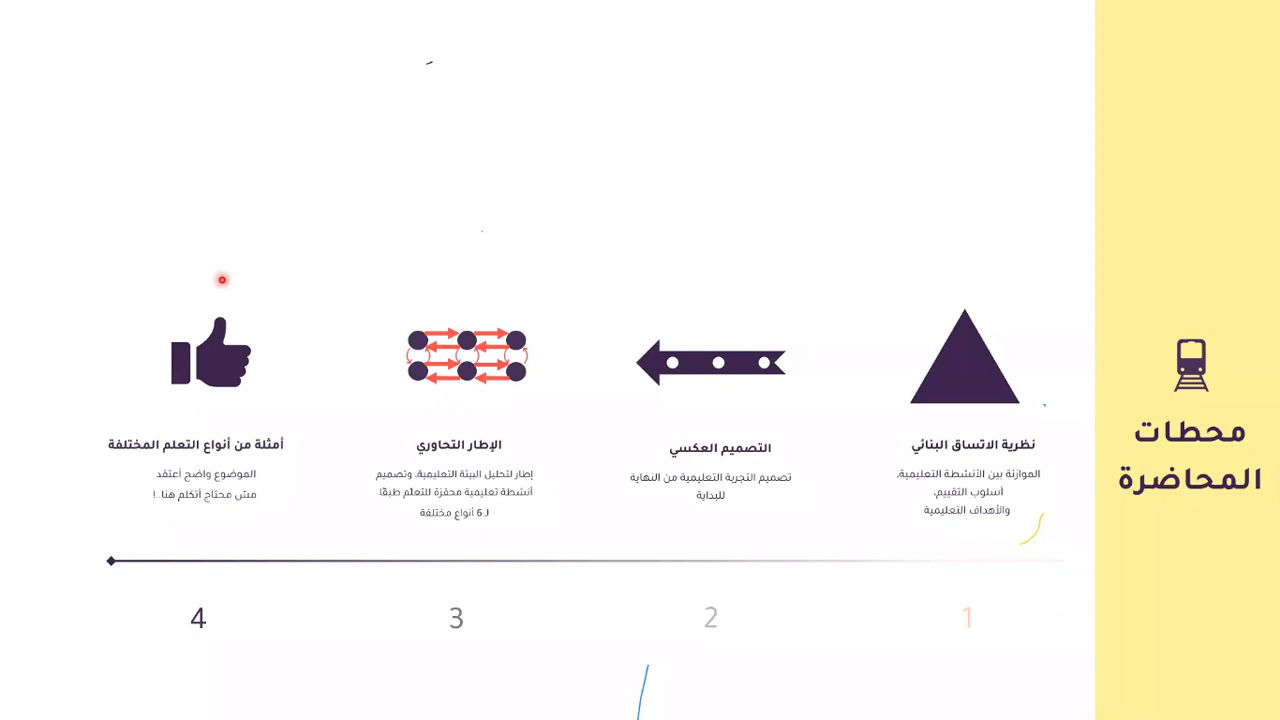 محطات
المحاضرة
نظرية الاتساق البنائي
الموازنة بين الأنشطة التعليمية،
أسلوب التقييم،
والأهداف التعليمية
1
التصميم العكسي
تصميم التجربة التعليمية من النهاية
للبداية
2
الإطار التحاوري
إطار لتحليل البيئة التعليمية، وتصميم
أنشطة تعليمية محفزة للتعلم طبقًا
لـ 6 أنواع مختلفة
3
أمثلة من أنواع التعلم المختلفة
الموضوع واضح أعتقد
مش محتاج أتكلم هنا..!
4